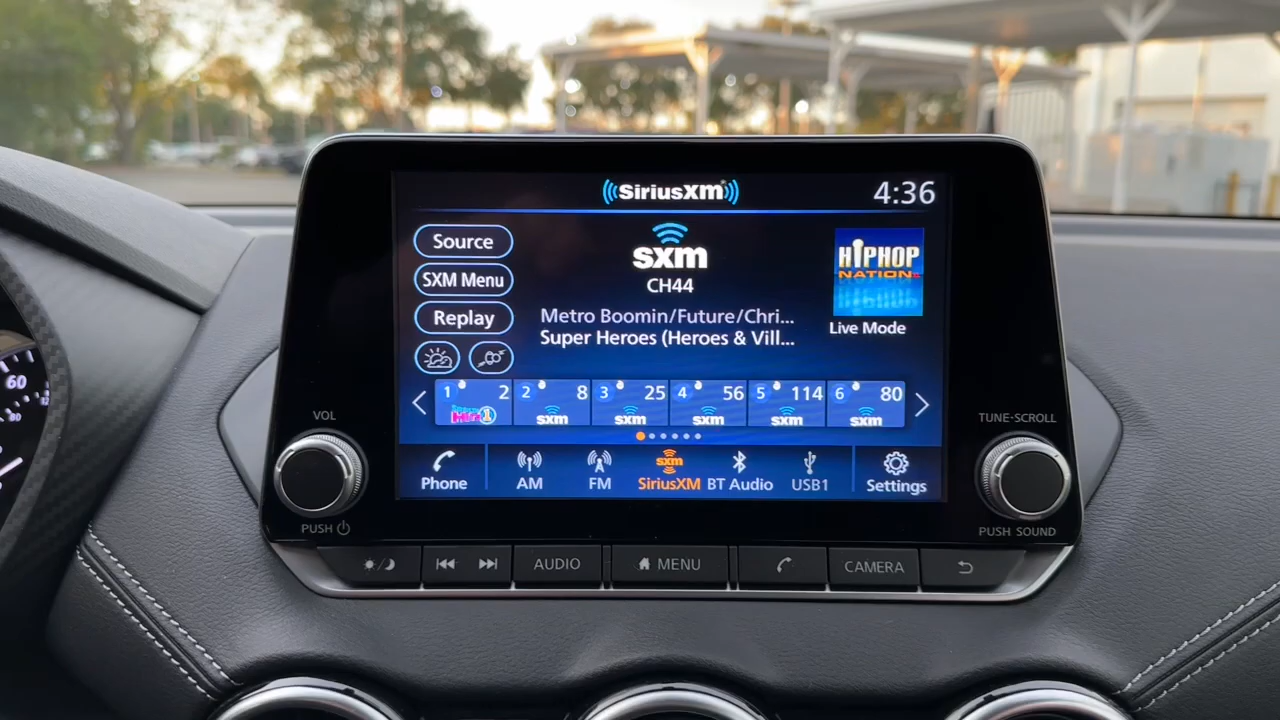 SiriusXM
4:36
Source
SXM Menu
Replay
sxm
CH44
Metro Boomin/Future/Chri...
Super Heroes (Heroes & Vill...
HIPHOP
NATION
Live Mode
1 2
2 8 sxm
3 25 sxm
4 56 sxm
5 114 sxm
6 80 sxm
Phone
AM
FM
sxm
SiriusXM
BT Audio
USB1
Settings
VOL
PUSH
TUNE·SCROLL
PUSH SOUND
AUDIO
MENU
CAMERA
60
80